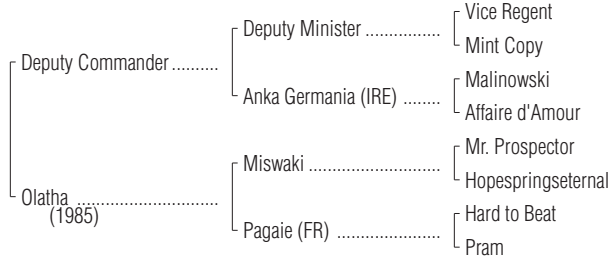 Vice Regent
Deputy Minister ..................
Mint Copy
Deputy Commander ..........
Malinowski
Anka Germania (IRE) ........
Affaire d'Amour
Mr. Prospector
Miswaki ...............................
Hopespringseternal
Olatha ................................
(1985)
Hard to Beat
Pagaie (FR) .......................
Pram